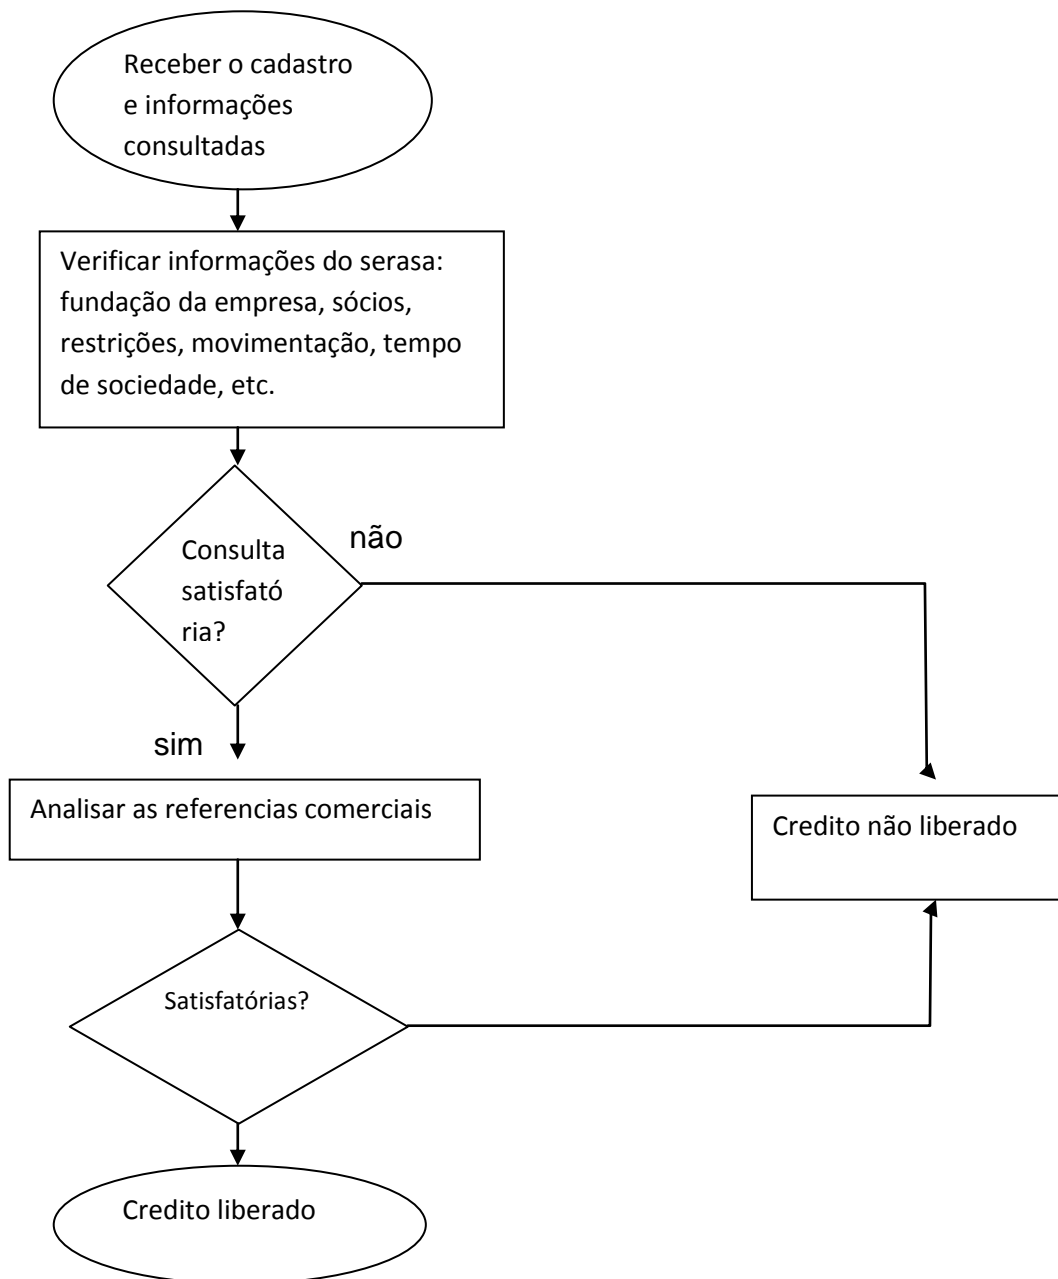 Receber o cadastro
e informações
consultadas
Verificar informações do serasa:
fundação da empresa, sócios,
restrições, movimentação, tempo
de sociedade, etc.
não
Consulta
satisfató
ria?
sim
Analisar as referencias comerciais
Credito não liberado
Satisfatórias?
Credito liberado